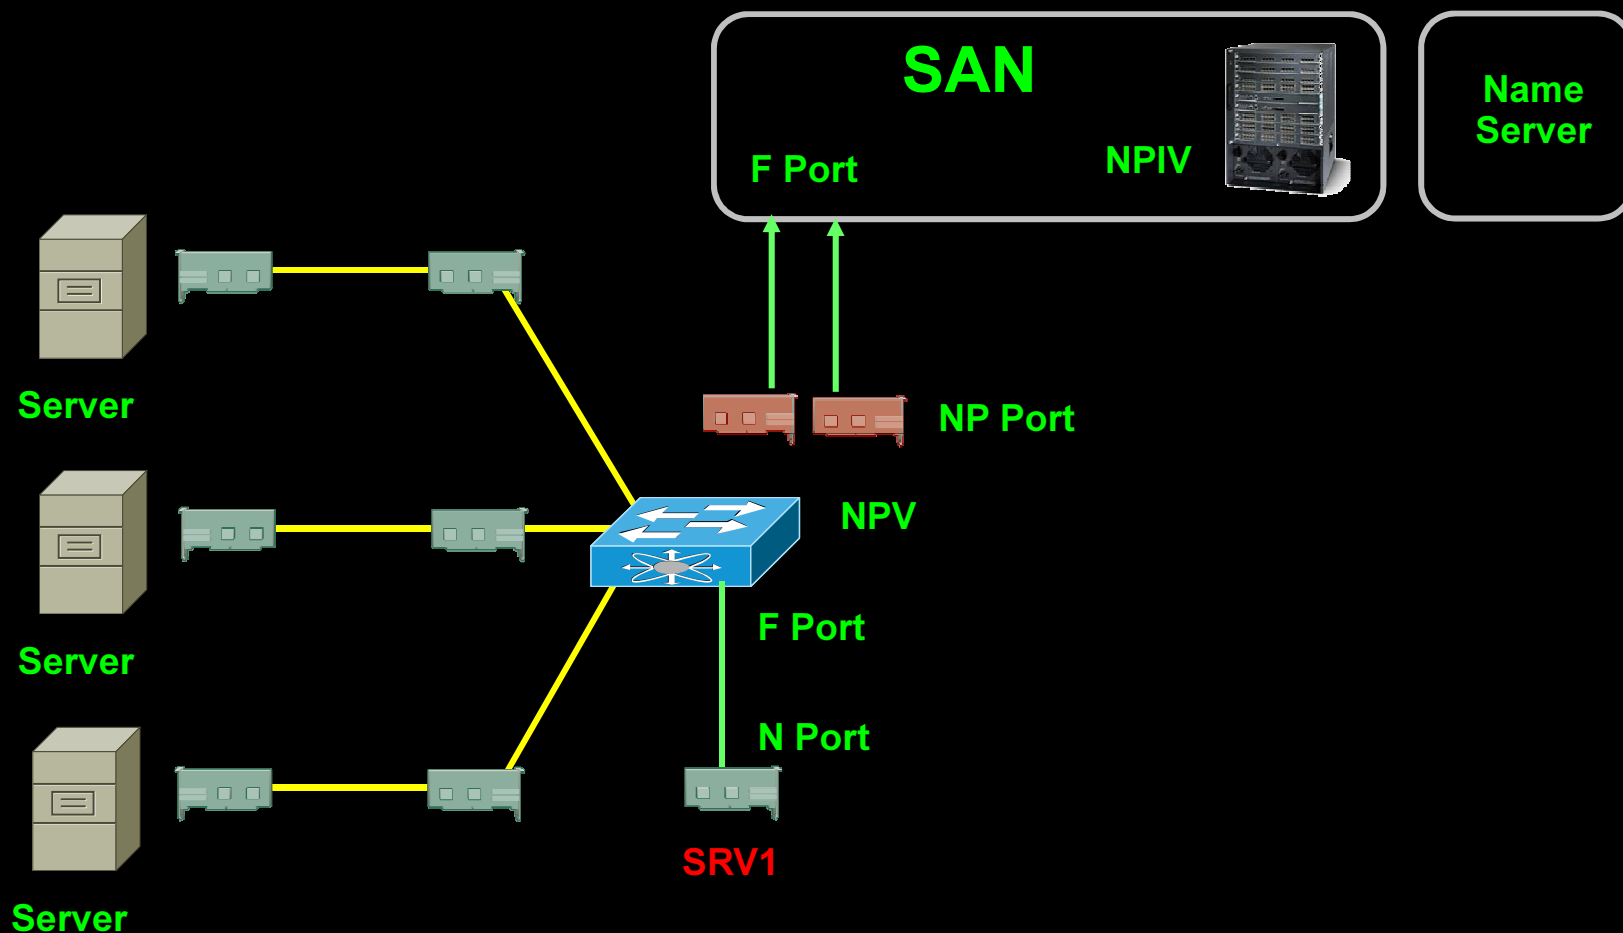 SAN
Name
Server
F Port
NPIV
Server
NP Port
NPV
F Port
Server
N Port
SRV1
Server